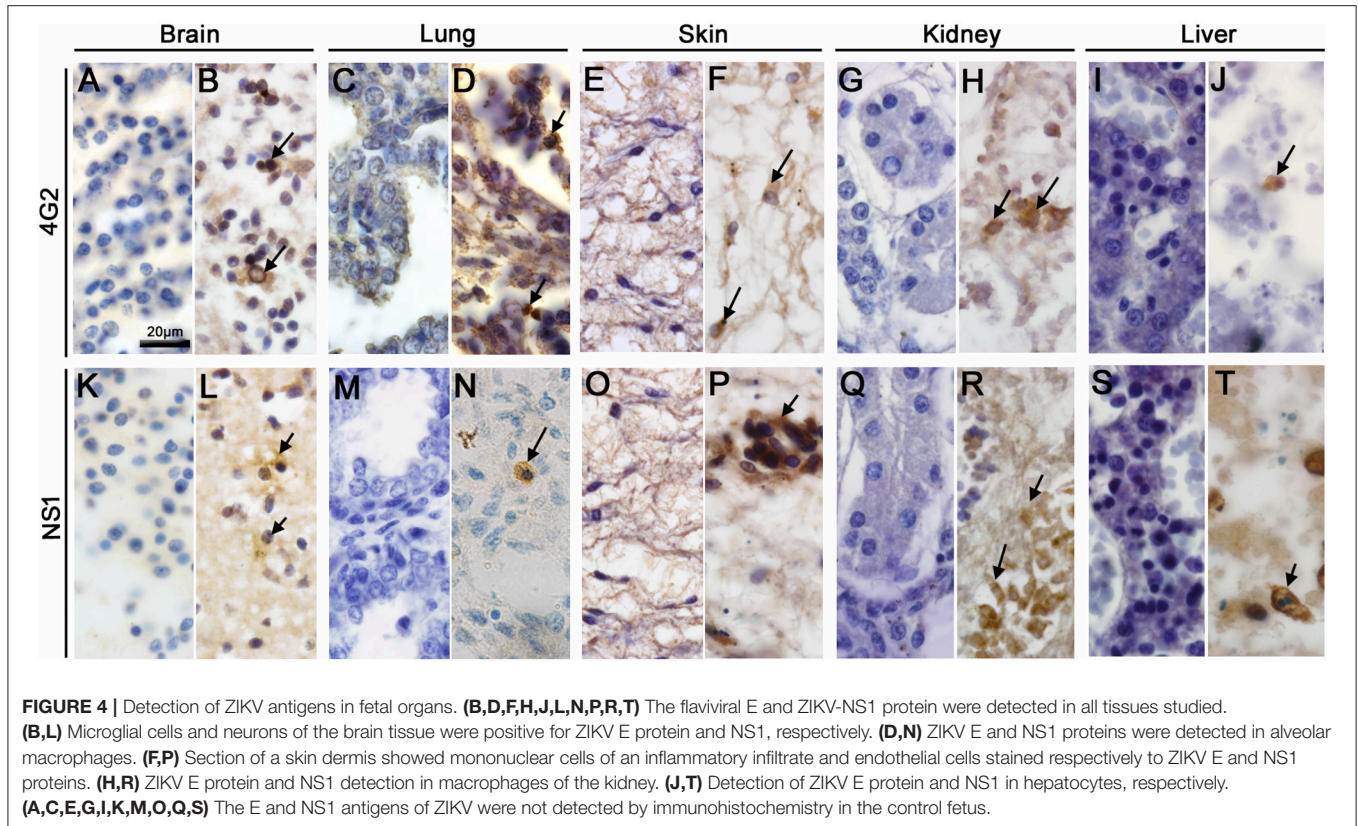 Brain Lung Skin Kidney Liver
4G2
A B C D E F G H I J
20µm
NS1
K L M N O P Q R S T
FIGURE 4 | Detection of ZIKV antigens in fetal organs. (B,D,F,H,J,L,N,P,R,T) The flaviviral E and ZIKV-NS1 protein were detected in all tissues studied.
(B,L) Microglial cells and neurons of the brain tissue were positive for ZIKV E protein and NS1, respectively. (D,N) ZIKV E and NS1 proteins were detected in alveolar
macrophages. (F,P) Section of a skin dermis showed mononuclear cells of an inflammatory infiltrate and endothelial cells stained respectively to ZIKV E and NS1
proteins. (H,R) ZIKV E protein and NS1 detection in macrophages of the kidney. (J,T) Detection of ZIKV E protein and NS1 in hepatocytes, respectively.
(A,C,E,G,I,K,M,O,Q,S) The E and NS1 antigens of ZIKV were not detected by immunohistochemistry in the control fetus.